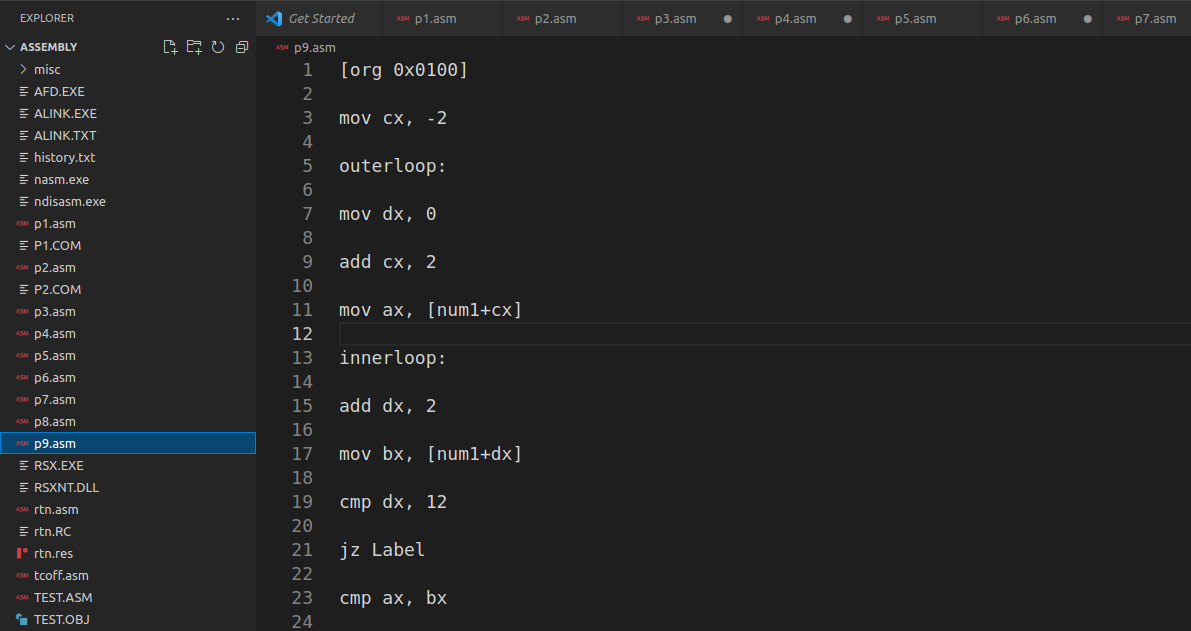 EXPLORER
ASSEMBLY
misc
AFD.EXE
ALINK.EXE
ALINK.TXT
history.txt
nasm.exe
ndisasm.exe
ASM p1.asm
P1.COM
ASM p2.asm
P2.COM
ASM p3.asm
ASM p4.asm
ASM p5.asm
ASM p6.asm
ASM p7.asm
ASM p8.asm
ASM p9.asm
RSX.EXE
RSXNT.DLL
ASM rtn.asm
rtn.RC
rtn.res
ASM tcoff.asm
ASM TEST.ASM
TEST.OBJ
Get Started ASM p1.asm ASM p2.asm ASM p3.asm ASM p4.asm ASM p5.asm ASM p6.asm ASM p7.asm
ASM p9.asm
1 [org 0x0100]
2
3 mov cx, -2
4
5 outerloop:
6
7 mov dx, 0
8
9 add cx, 2
10
11 mov ax, [num1+cx]
12
13 innerloop:
14
15 add dx, 2
16
17 mov bx, [num1+dx]
18
19 cmp dx, 12
20
21 jz Label
22
23 cmp ax, bx
24